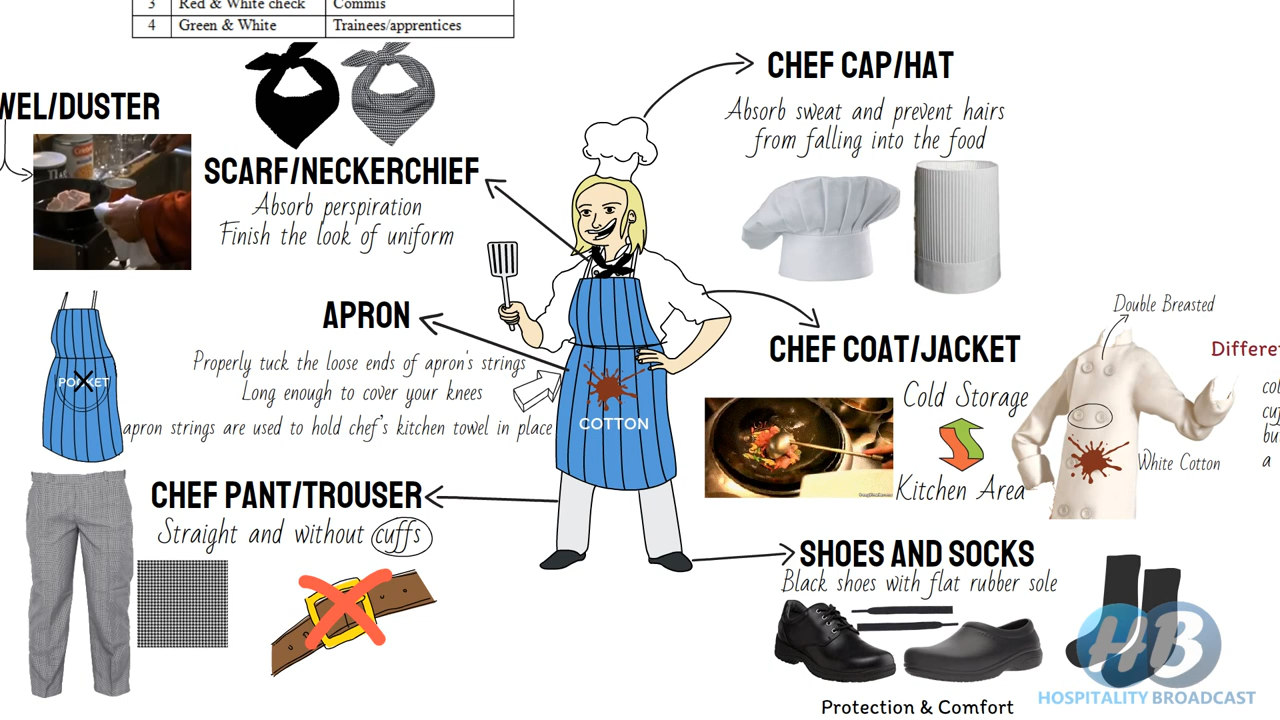 3 Red & White check Commis
4 Green & White Trainees/apprentices
WEL/DUSTER
SCARF/NECKERCHIEF
Absorb perspiration
Finish the look of uniform
CHEF CAP/HAT
Absorb sweat and prevent hairs
from falling into the food
APRON
Properly tuck the loose ends of apron's strings
Long enough to cover your knees
apron strings are used to hold chef's kitchen towel in place
POCKET
COTTON
CHEF COAT/JACKET
Cold Storage
Kitchen Area
Double Breasted
White Cotton
Differe
a
CHEF PANT/TROUSER
Straight and without cuffs
SHOES AND SOCKS
Black shoes with flat rubber sole
Protection & Comfort
HB
HOSPITALITY BROADCAST